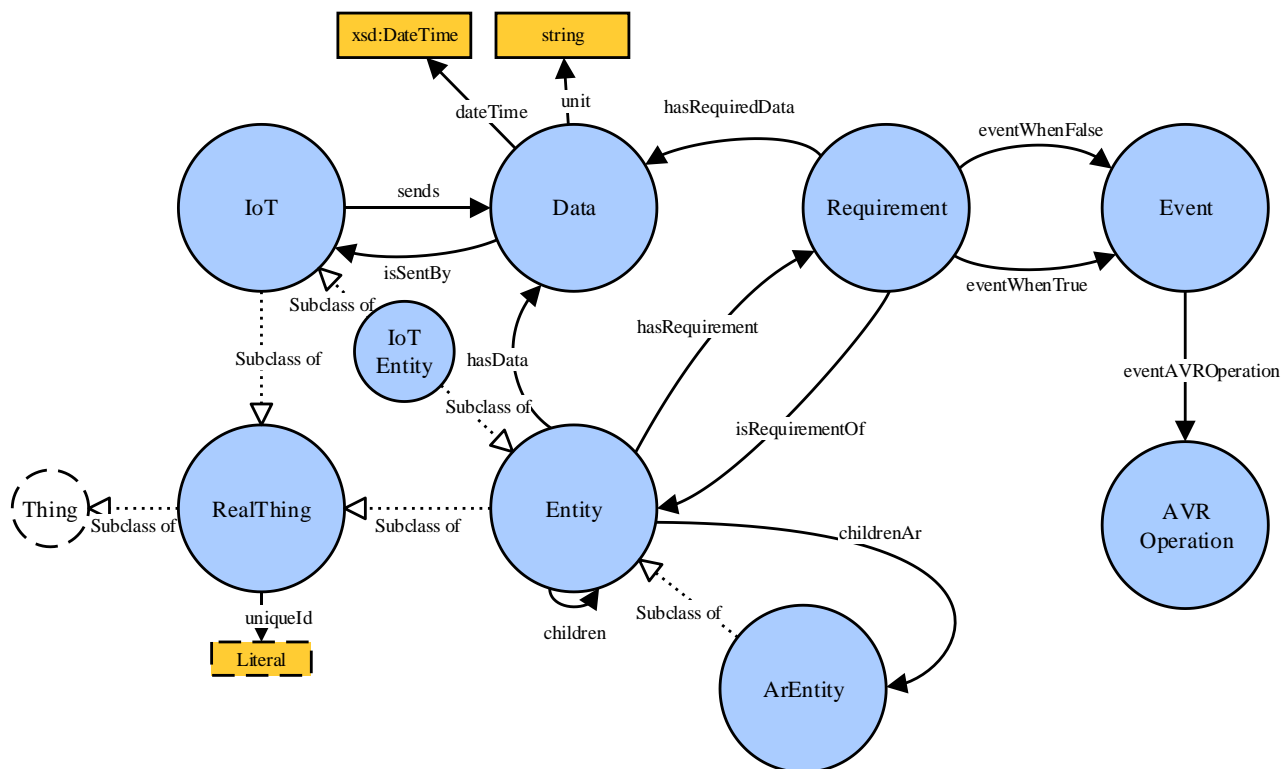 xsd:DateTime
string
dateTime
unit
hasRequiredData
eventWhenFalse
IoT
sends
Data
Requirement
Event
isSentBy
eventWhenTrue
Subclass of
IoT
Entity
hasRequirement
Subclass of
hasData
eventAVROperation
Subclass of
isRequirementOf
Thing
Subclass of
RealThing
Subclass of
Entity
AVR
Operation
childrenAr
uniqueId
children
Subclass of
Literal
ArEntity